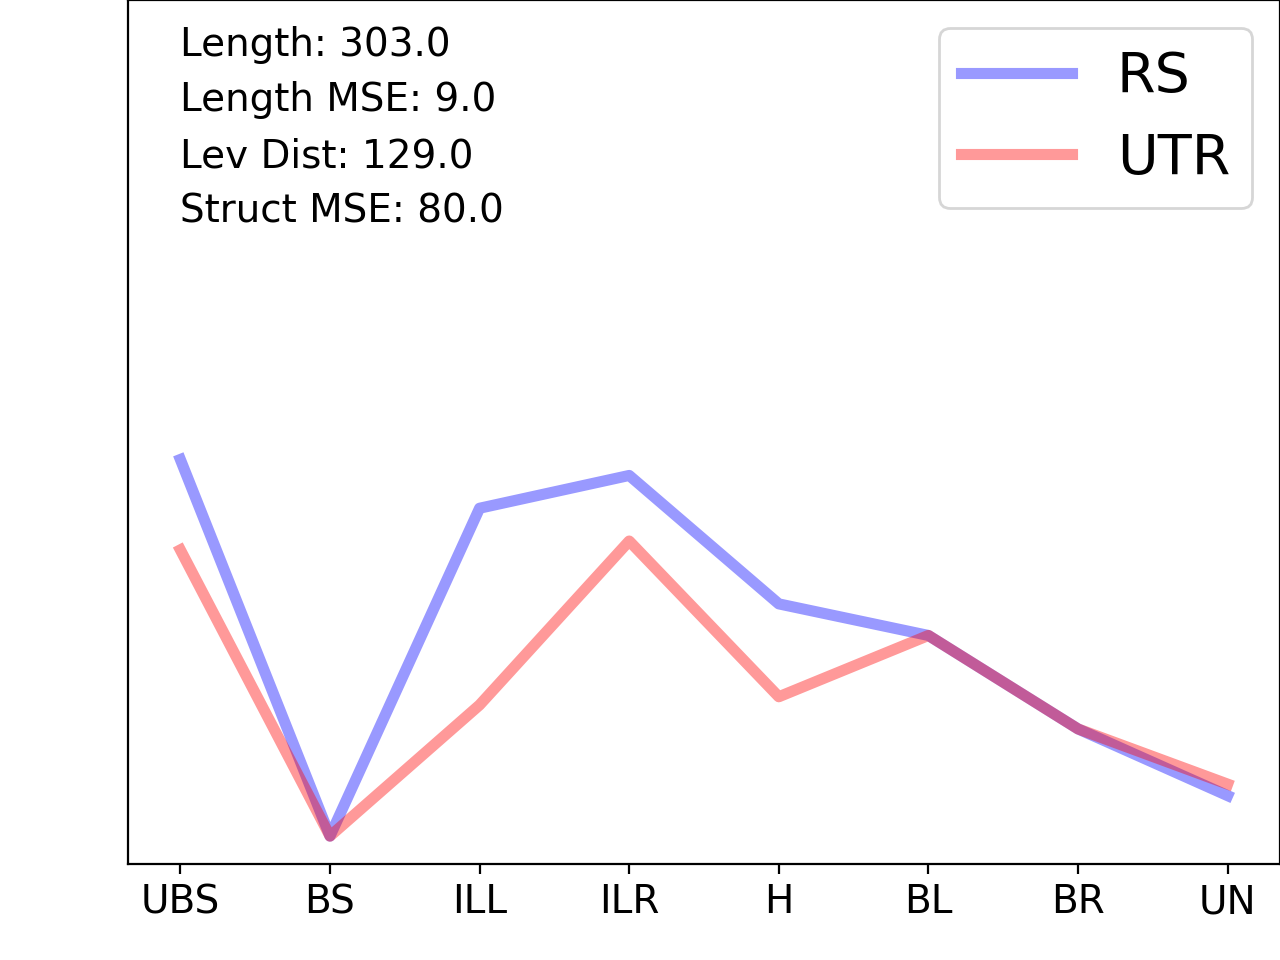 Length: 303.0
Length MSE: 9.0
Lev Dist: 129.0
Struct MSE: 80.0
RS
UTR
UBS BS ILL ILR H BL BR UN